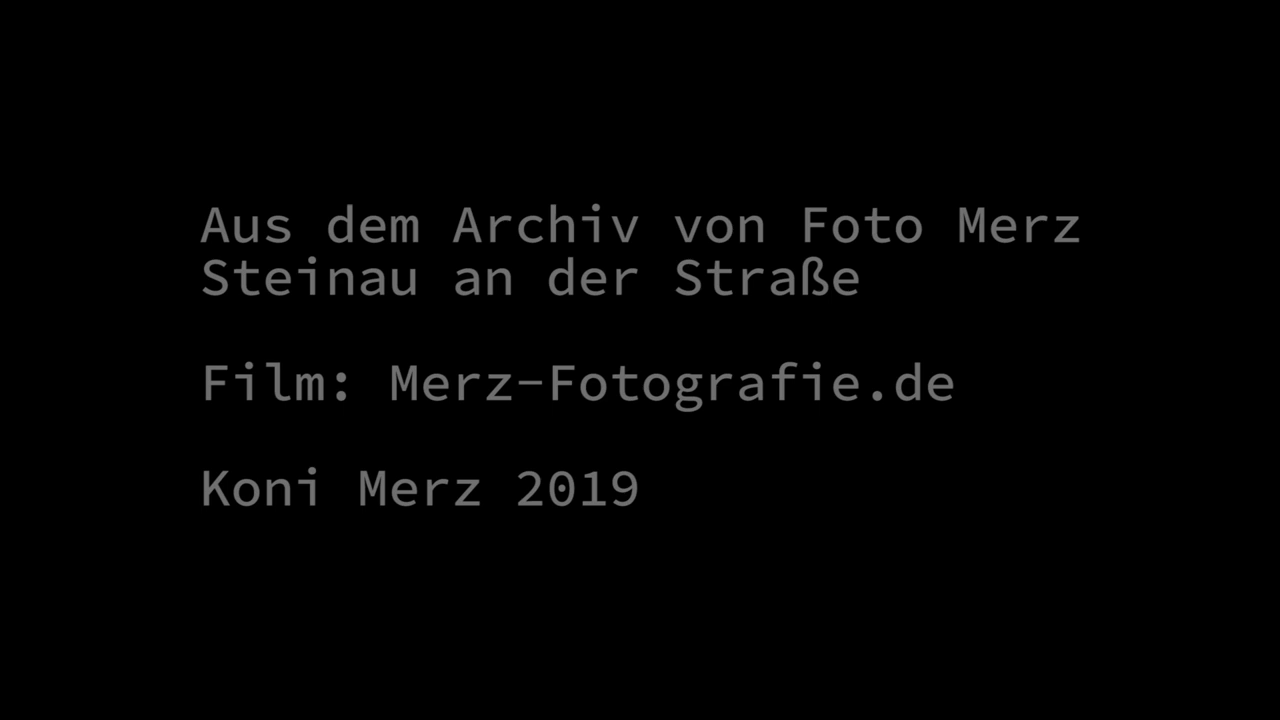 Aus dem Archiv von Foto Merz
Steinau an der Straße
Film: Merz-Fotografie.de
Koni Merz 2019